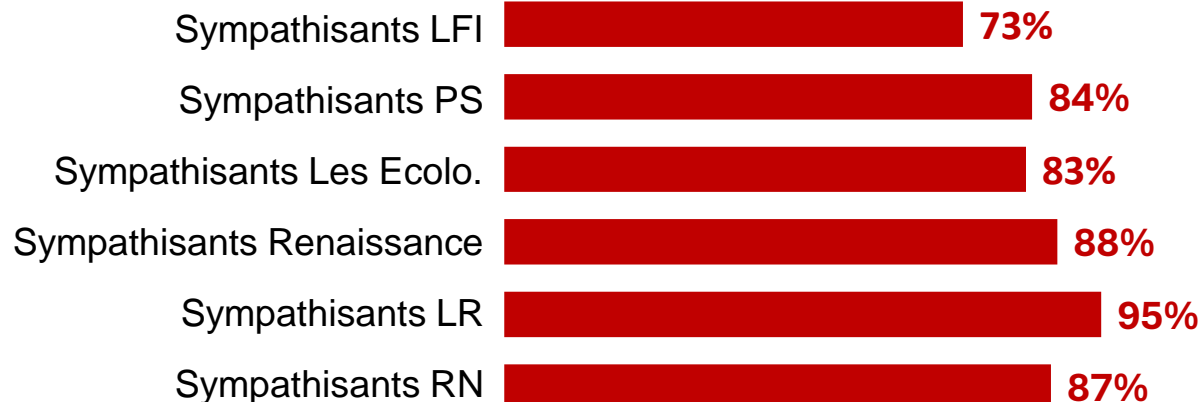 Sympathisants LFI 73%
Sympathisants PS 84%
Sympathisants Les Ecolo. 83%
Sympathisants Renaissance 88%
Sympathisants LR 95%
Sympathisants RN 87%